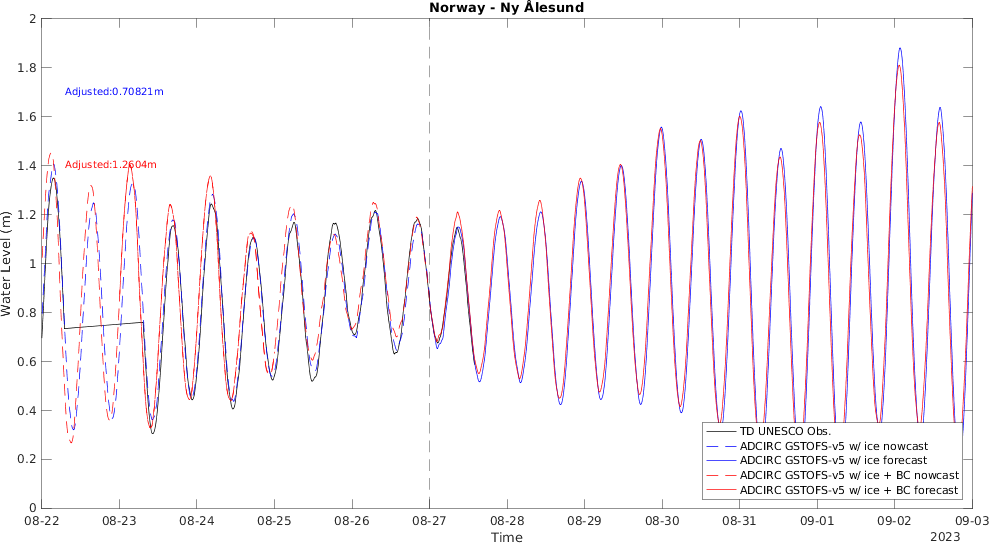 Norway - Ny Ålesund
2
1.8
1.6
1.4
1.2
1
0.8
0.6
0.4
0.2
0
Water Level (m)
Adjusted:0.70821m
Adjusted:1.2604m
TD UNESCO Obs.
ADCIRC GSTOFS-v5 w/ ice nowcast
ADCIRC GSTOFS-v5 w/ ice forecast
ADCIRC GSTOFS-v5 w/ ice + BC nowcast
ADCIRC GSTOFS-v5 w/ ice + BC forecast
08-22 08-23 08-24 08-25 08-26 08-27 08-28 08-29 08-30 08-31 09-01 09-02 09-03
Time
2023